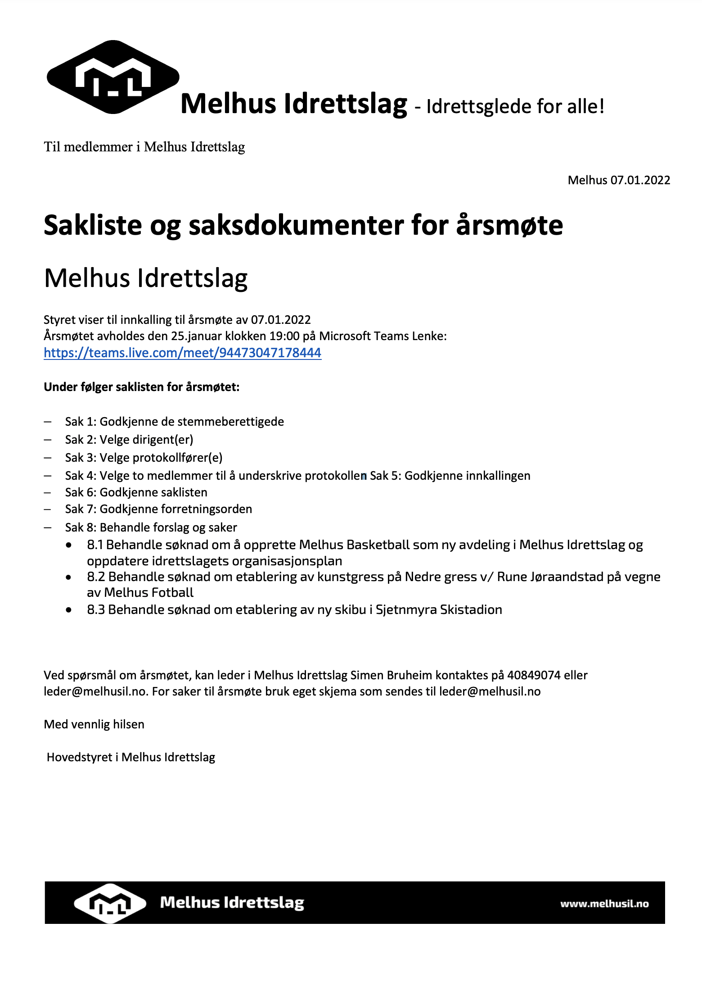 MIL
Melhus Idrettslag - Idrettsglede for alle!
Til medlemmer i Melhus Idrettslag
Melhus 07.01.2022
Sakliste og saksdokumenter for årsmøte
Melhus Idrettslag
Styret viser til innkalling til årsmøte av 07.01.2022
Årsmøtet avholdes den 25.januar klokken 19:00 på Microsoft Teams Lenke:
https://teams.live.com/meet/94473047178444
Under følger saklisten for årsmøtet:
– Sak 1: Godkjenne de stemmeberettigede
– Sak 2: Velge dirigent(er)
– Sak 3: Velge protokollfører(e)
– Sak 4: Velge to medlemmer til å underskrive protokollen Sak 5: Godkjenne innkallingen
– Sak 6: Godkjenne saklisten
– Sak 7: Godkjenne forretningsorden
– Sak 8: Behandle forslag og saker
• 8.1 Behandle søknad om å opprette Melhus Basketball som ny avdeling i Melhus Idrettslag og
oppdatere idrettslagets organisasjonsplan
• 8.2 Behandle søknad om etablering av kunstgress på Nedre gress v/ Rune Jøraandstad på vegne
av Melhus Fotball
• 8.3 Behandle søknad om etablering av ny skibu i Sjetnmyra Skistadion
Ved spørsmål om årsmøtet, kan leder i Melhus Idrettslag Simen Bruheim kontaktes på 40849074 eller
leder@melhusil.no. For saker til årsmøte bruk eget skjema som sendes til leder@melhusil.no
Med vennlig hilsen
Hovedstyret i Melhus Idrettslag
MIL
Melhus Idrettslag
www.melhusil.no